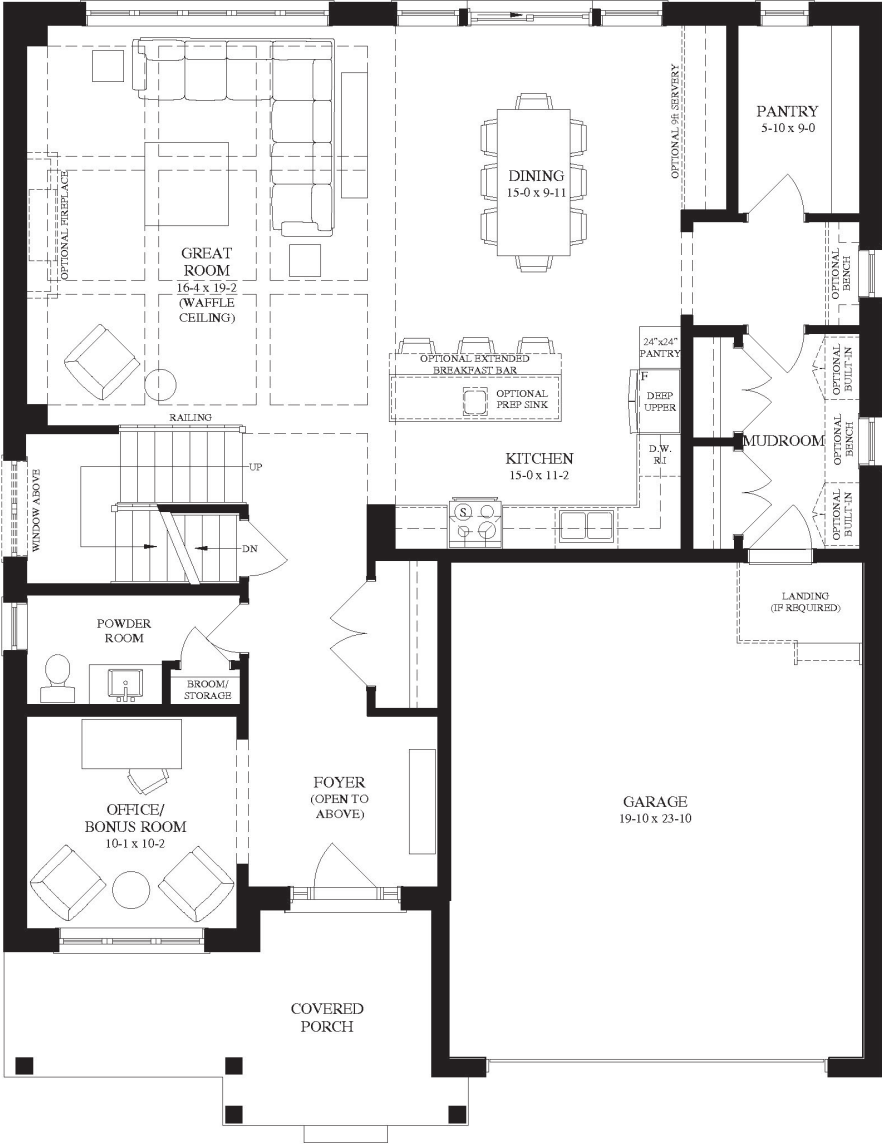 PANTRY
5-10 x 9-0
OPTIONAL 9ft SERVERY
DINING
15-0 x 9-11
OPTIONAL FIREPLACE
GREAT
ROOM
16-4 x 19-2
(WAFFLE
CEILING)
OPTIONAL
BENCH
24"x24"
PANTRY
OPTIONAL EXTENDED
BREAKFAST BAR
OPTIONAL
BUILT-IN
F
OPTIONAL
PREP SINK
DEEP
UPPER
RAILING
MUDROOM
OPTIONAL
BENCH
KITCHEN
15-0 x 11-2
D.W.
R.I
UP
WINDOW ABOVE
S
OPTIONAL
BUILT-IN
DN
LANDING
(IF REQUIRED)
POWDER
ROOM
BROOM/
STORAGE
FOYER
(OPEN TO
ABOVE)
OFFICE/
BONUS ROOM
10-1 x 10-2
GARAGE
19-10 x 23-10
COVERED
PORCH